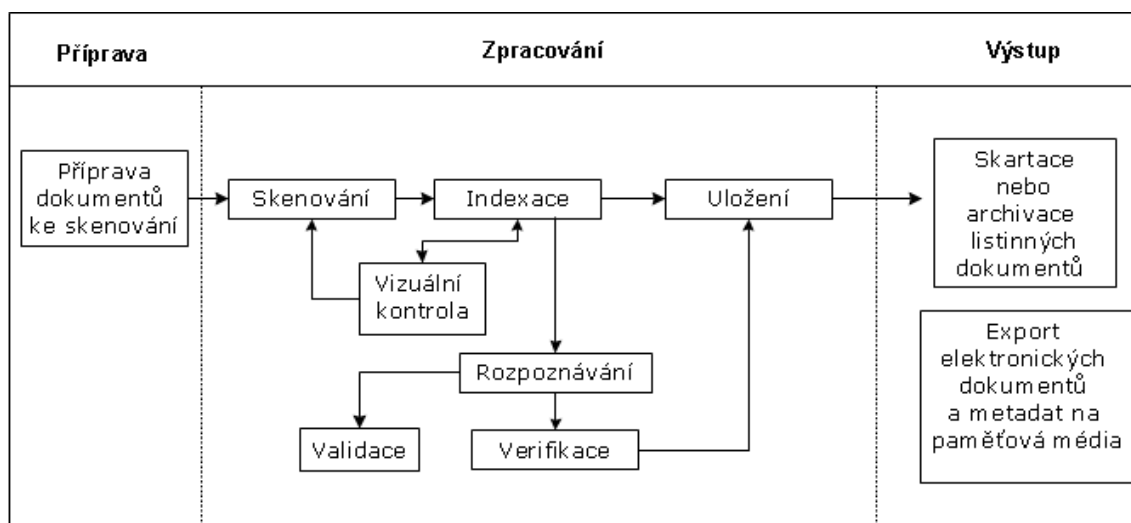 Příprava
Zpracování
Výstup
Příprava
dokumentů
ke skenování
Skenování
Indexace
Uložení
Vizuální
kontrola
Rozpoznávání
Validace
Verifikace
Skartace
nebo
archivace
listinných
dokumentů
Export
elektronických
dokumentů
a metadat na
paměťová média